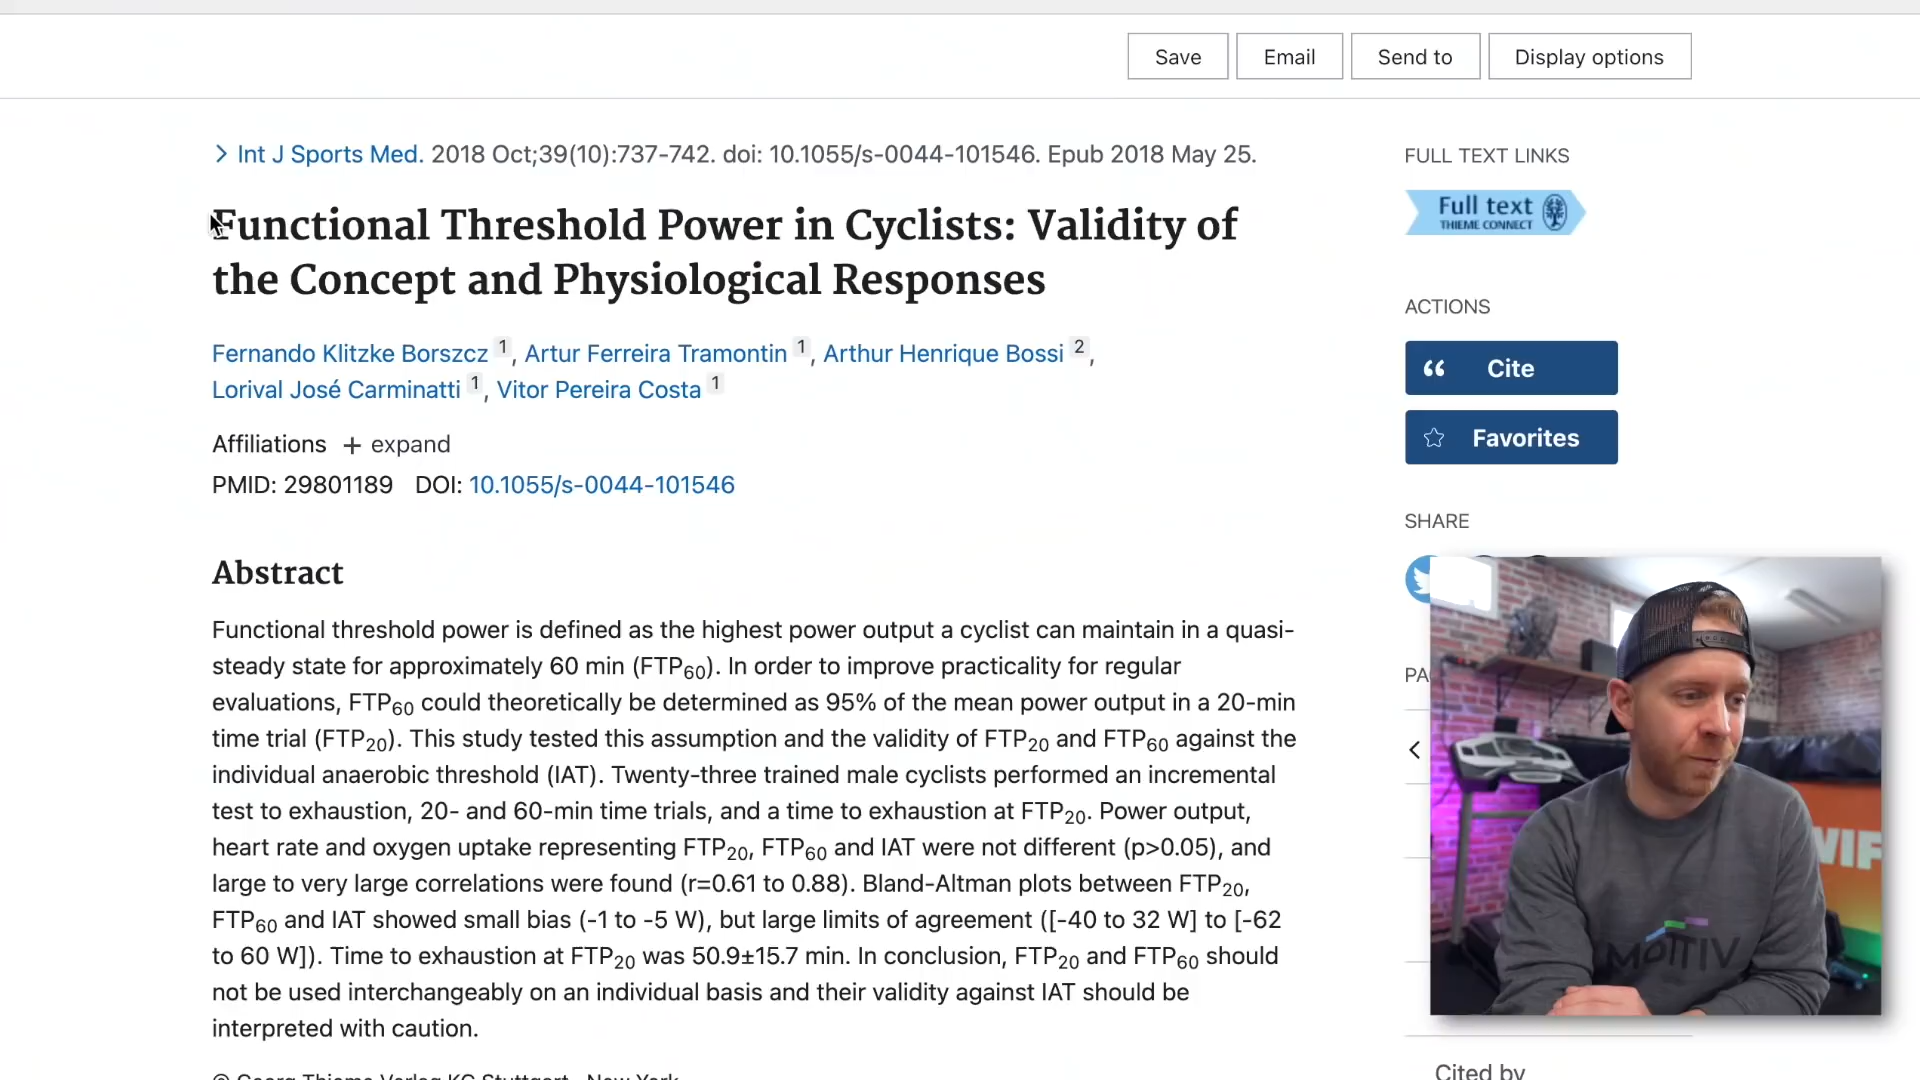 Save Email Send to Display options
Int J Sports Med. 2018 Oct;39(10):737-742. doi: 10.1055/s-0044-101546. Epub 2018 May 25.
Functional Threshold Power in Cyclists: Validity of
the Concept and Physiological Responses
Fernando Klitzke Borszcz 1, Artur Ferreira Tramontin 1, Arthur Henrique Bossi 2,
Lorival José Carminatti 1, Vitor Pereira Costa 1
Affiliations + expand
PMID: 29801189 DOI: 10.1055/s-0044-101546
Abstract
Functional threshold power is defined as the highest power output a cyclist can maintain in a quasi-
steady state for approximately 60 min (FTP60). In order to improve practicality for regular
evaluations, FTP60 could theoretically be determined as 95% of the mean power output in a 20-min
time trial (FTP20). This study tested this assumption and the validity of FTP20 and FTP60 against the
individual anaerobic threshold (IAT). Twenty-three trained male cyclists performed an incremental
test to exhaustion, 20- and 60-min time trials, and a time to exhaustion at FTP20. Power output,
heart rate and oxygen uptake representing FTP20, FTP60 and IAT were not different (p>0.05), and
large to very large correlations were found (r=0.61 to 0.88). Bland-Altman plots between FTP20,
FTP60 and IAT showed small bias (-1 to -5 W), but large limits of agreement ([-40 to 32 W] to [-62
to 60 W]). Time to exhaustion at FTP20 was 50.9±15.7 min. In conclusion, FTP20 and FTP60 should
not be used interchangeably on an individual basis and their validity against IAT should be
interpreted with caution.
© Georg Thieme Verlag KG Stuttgart · New York.
FULL TEXT LINKS
Full text
THIEME CONNECT
ACTIONS
Cite
Favorites
SHARE
PA
MOTTIV
WIF
Cited by